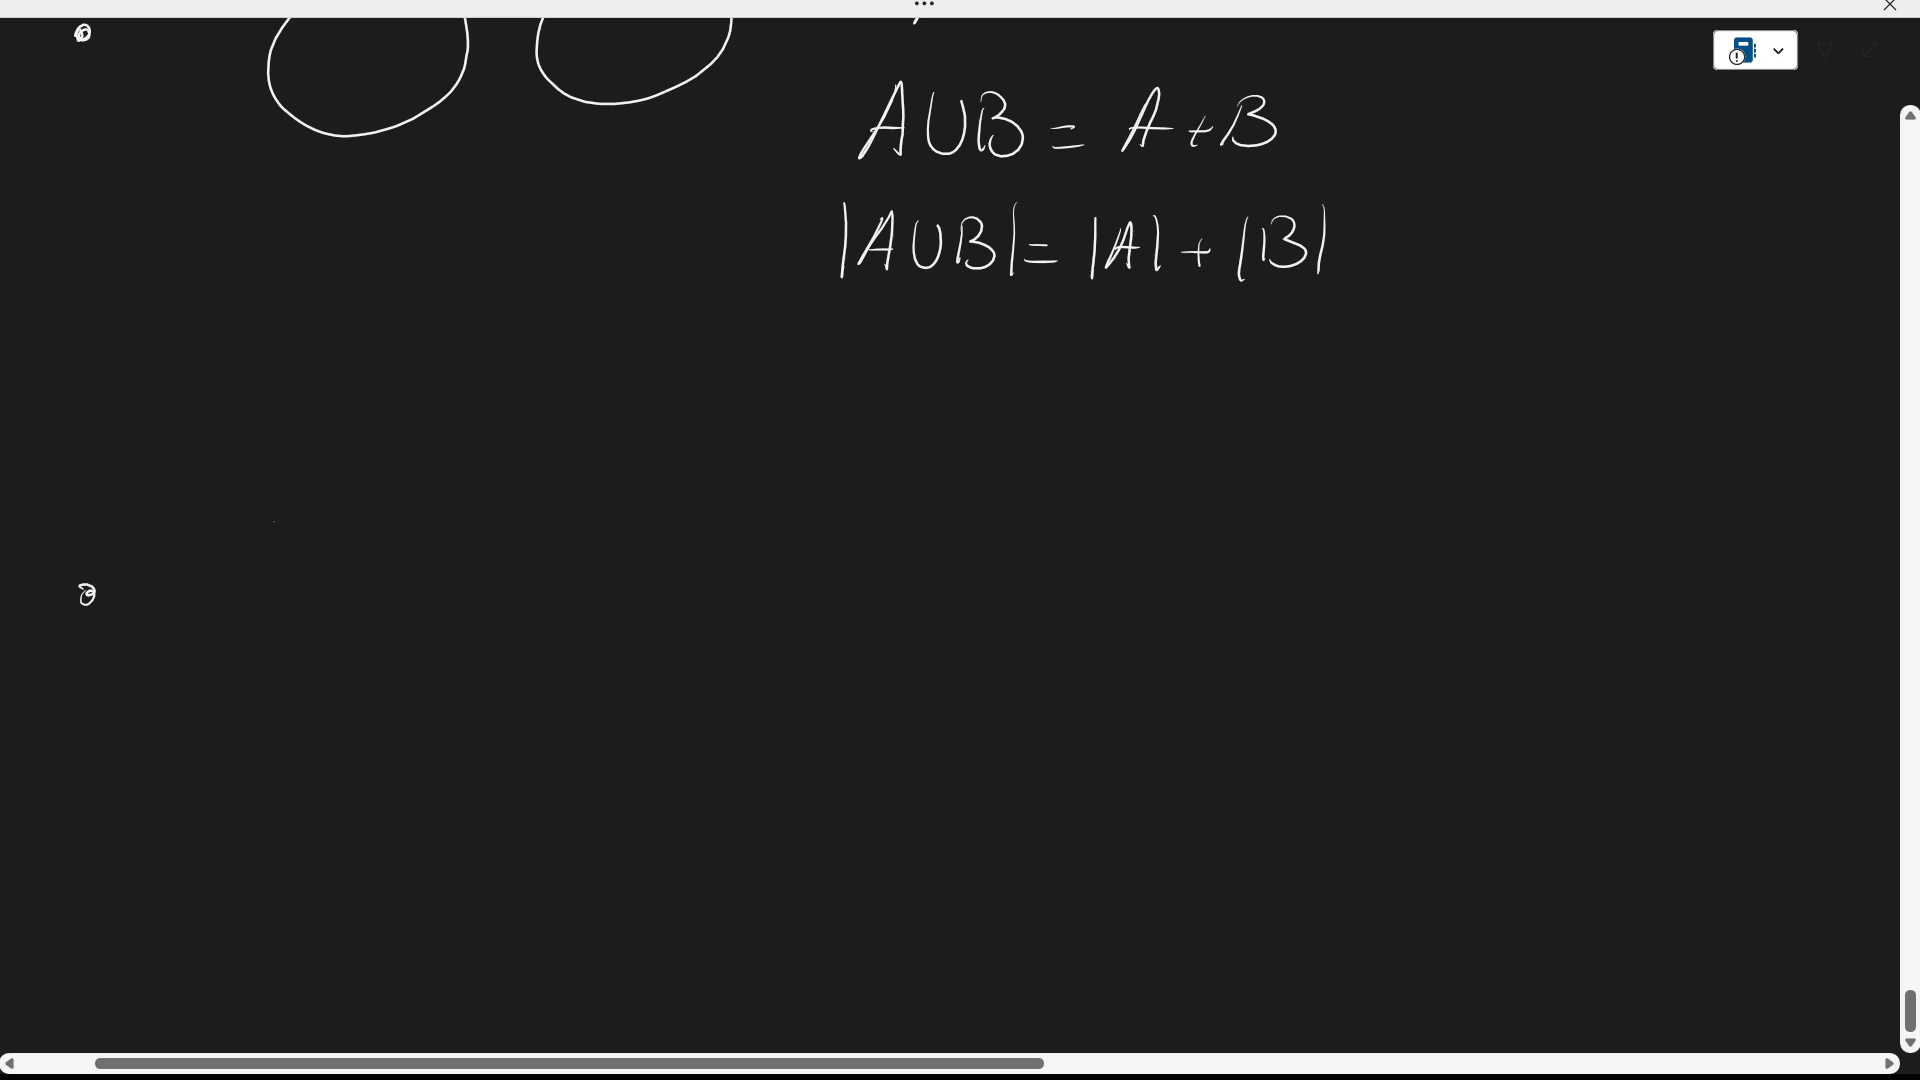 A∪B = A+B
|A∪B| = |A| + |B|